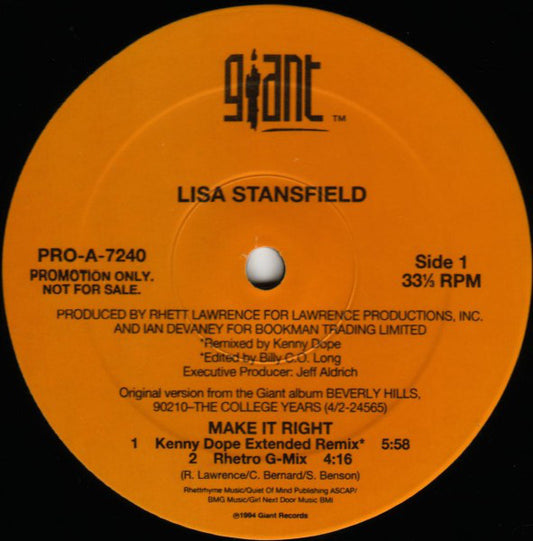 giant™
LISA STANSFIELD
PRO-A-7240
PROMOTION ONLY.
NOT FOR SALE.
Side 1
33⅓ RPM
PRODUCED BY RHETT LAWRENCE FOR LAWRENCE PRODUCTIONS, INC.
AND IAN DEVANEY FOR BOOKMAN TRADING LIMITED
*Remixed by Kenny Dope
*Edited by Billy C.O. Long
Executive Producer: Jeff Aldrich
Original version from the Giant album BEVERLY HILLS,
90210–THE COLLEGE YEARS (4/2-24565)
MAKE IT RIGHT
1 Kenny Dope Extended Remix* 5:58
2 Rhetro G-Mix 4:16
(R. Lawrence/C. Bernard/S. Benson)
Rhettrhyme Music/Quiet Of Mind Publishing ASCAP/
BMG Music/Girl Next Door Music BMI
℗1994 Giant Records